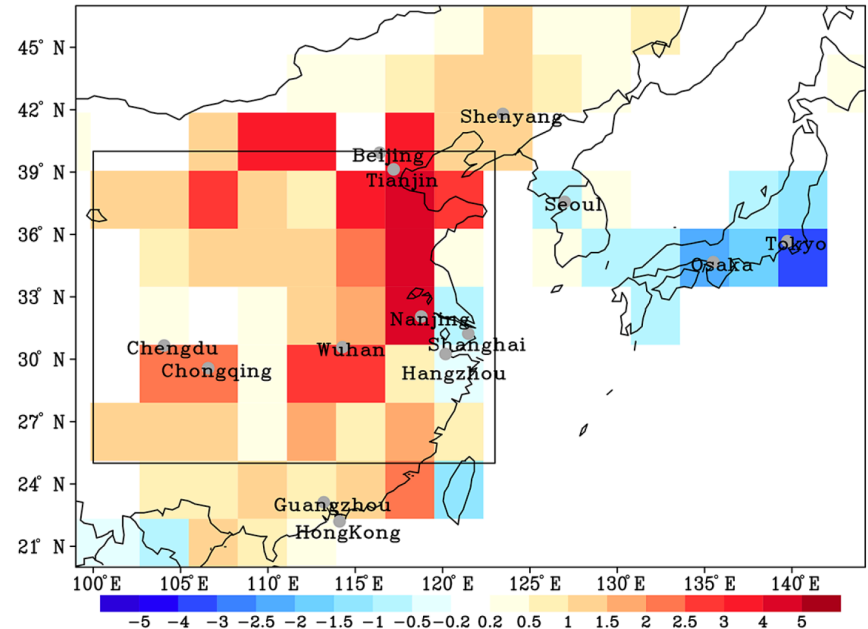 45° N
42° N
Shenyang
Beijing
39° N
Tianjin
Seoul
36° N
Tokyo
Osaka
33° N
Nanjing
Shanghai
Chengdu
Wuhan
30° N
Chongqing
Hangzhou
27° N
24° N
Guangzhou
HongKong
21° N
100° E 105° E 110° E 115° E 120° E 125° E 130° E 135° E 140° E
-5 -4 -3 -2.5 -2 -1.5 -1 -0.5 -0.2 0.2 0.5 1 1.5 2 2.5 3 4 5